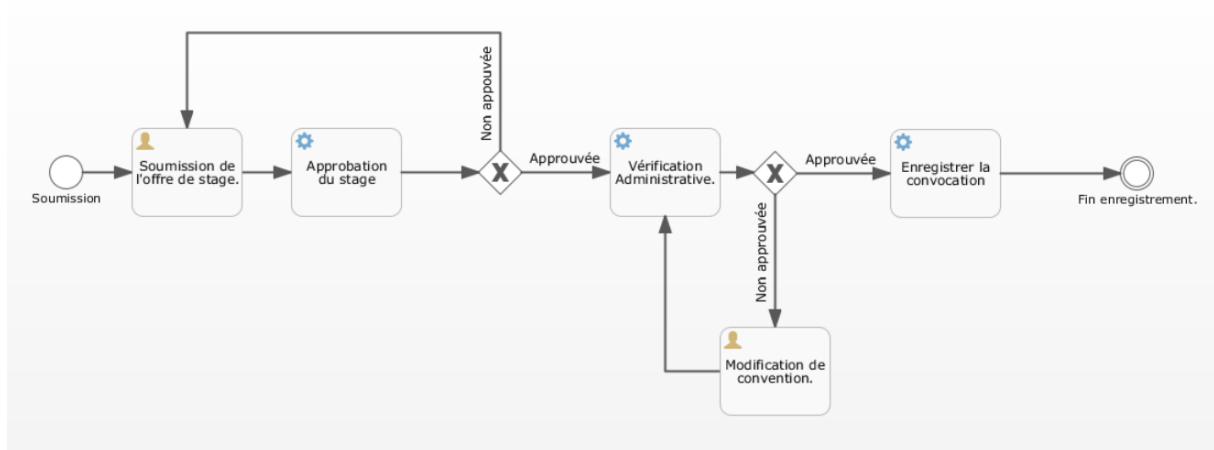 Non appouvée
Soumission
Soumission de
l'offre de stage.
Approbation
du stage
X
Approuvée
Vérification
Administrative.
X
Approuvée
Enregistrer la
convocation
Fin enregistrement.
Non approuvée
Modification de
convention.